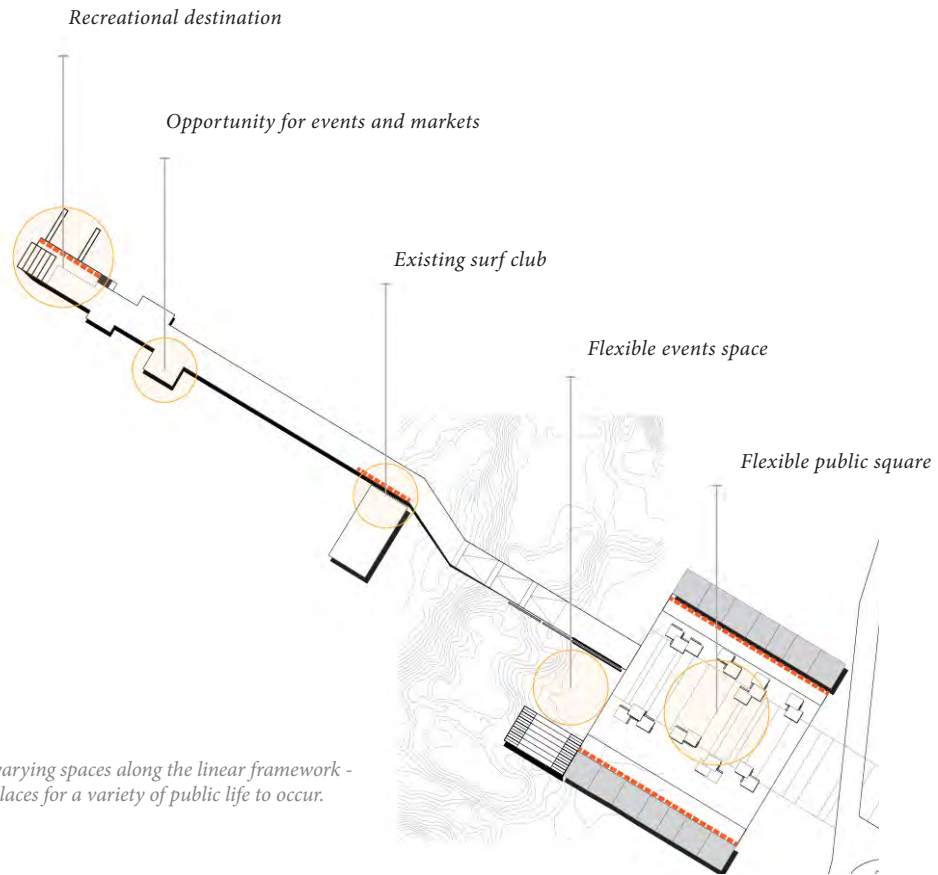 Recreational destination
Opportunity for events and markets
Existing surf club
Flexible events space
Flexible public square
varying spaces along the linear framework -
laces for a variety of public life to occur.